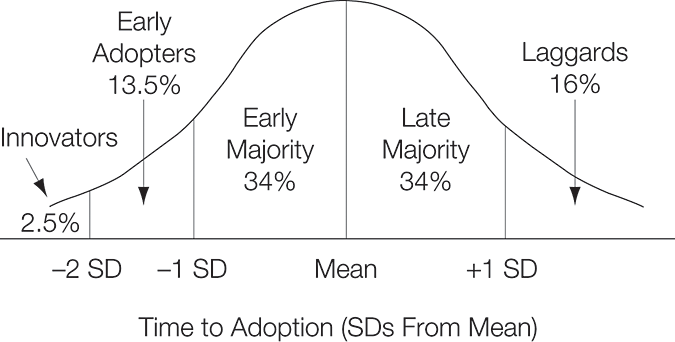 Early
Adopters
13.5%
Laggards
16%
Innovators
2.5%
Early
Majority
34%
Late
Majority
34%
–2 SD
–1 SD
Mean
+1 SD
Time to Adoption (SDs From Mean)